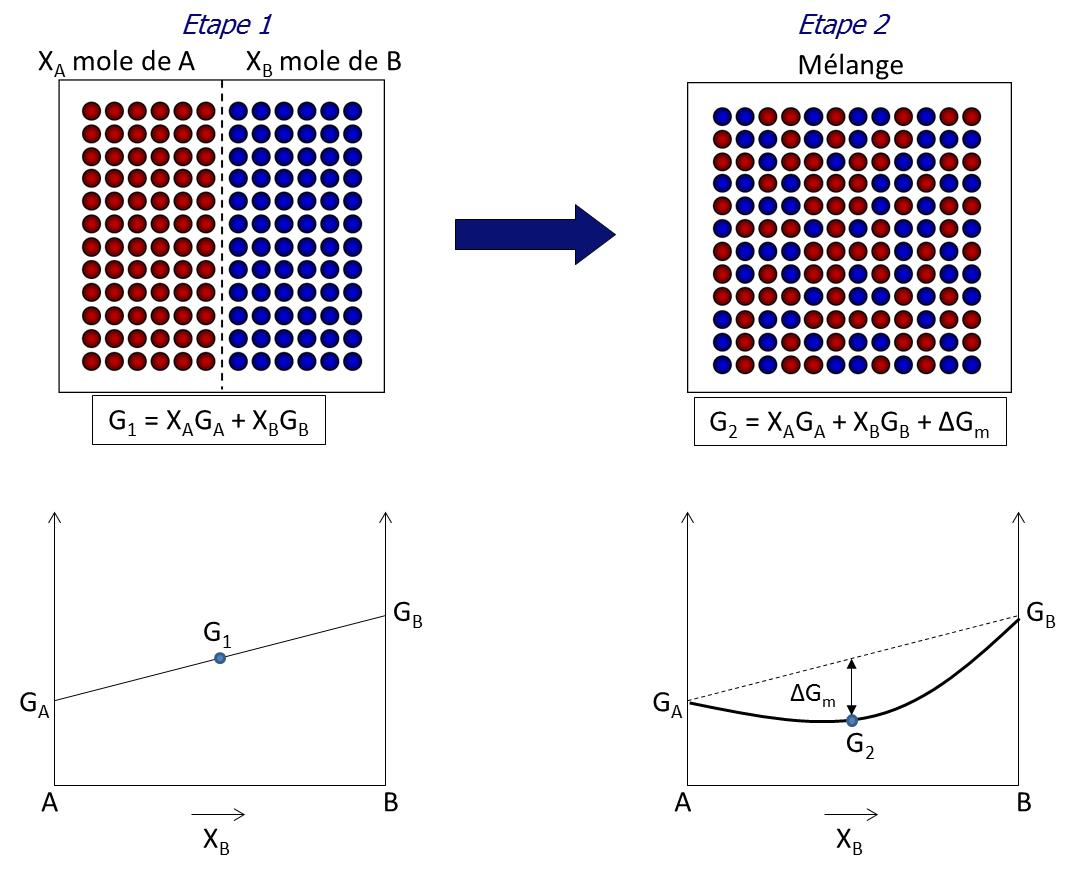 Etape 1
X_A mole de A
X_B mole de B
G_1 = X_AG_A + X_BG_B
Etape 2
Mélange
G_2 = X_AG_A + X_BG_B + ΔG_m
G_A
G_1
G_B
A
B
X_B
G_A
ΔG_m
G_2
G_B
A
B
X_B